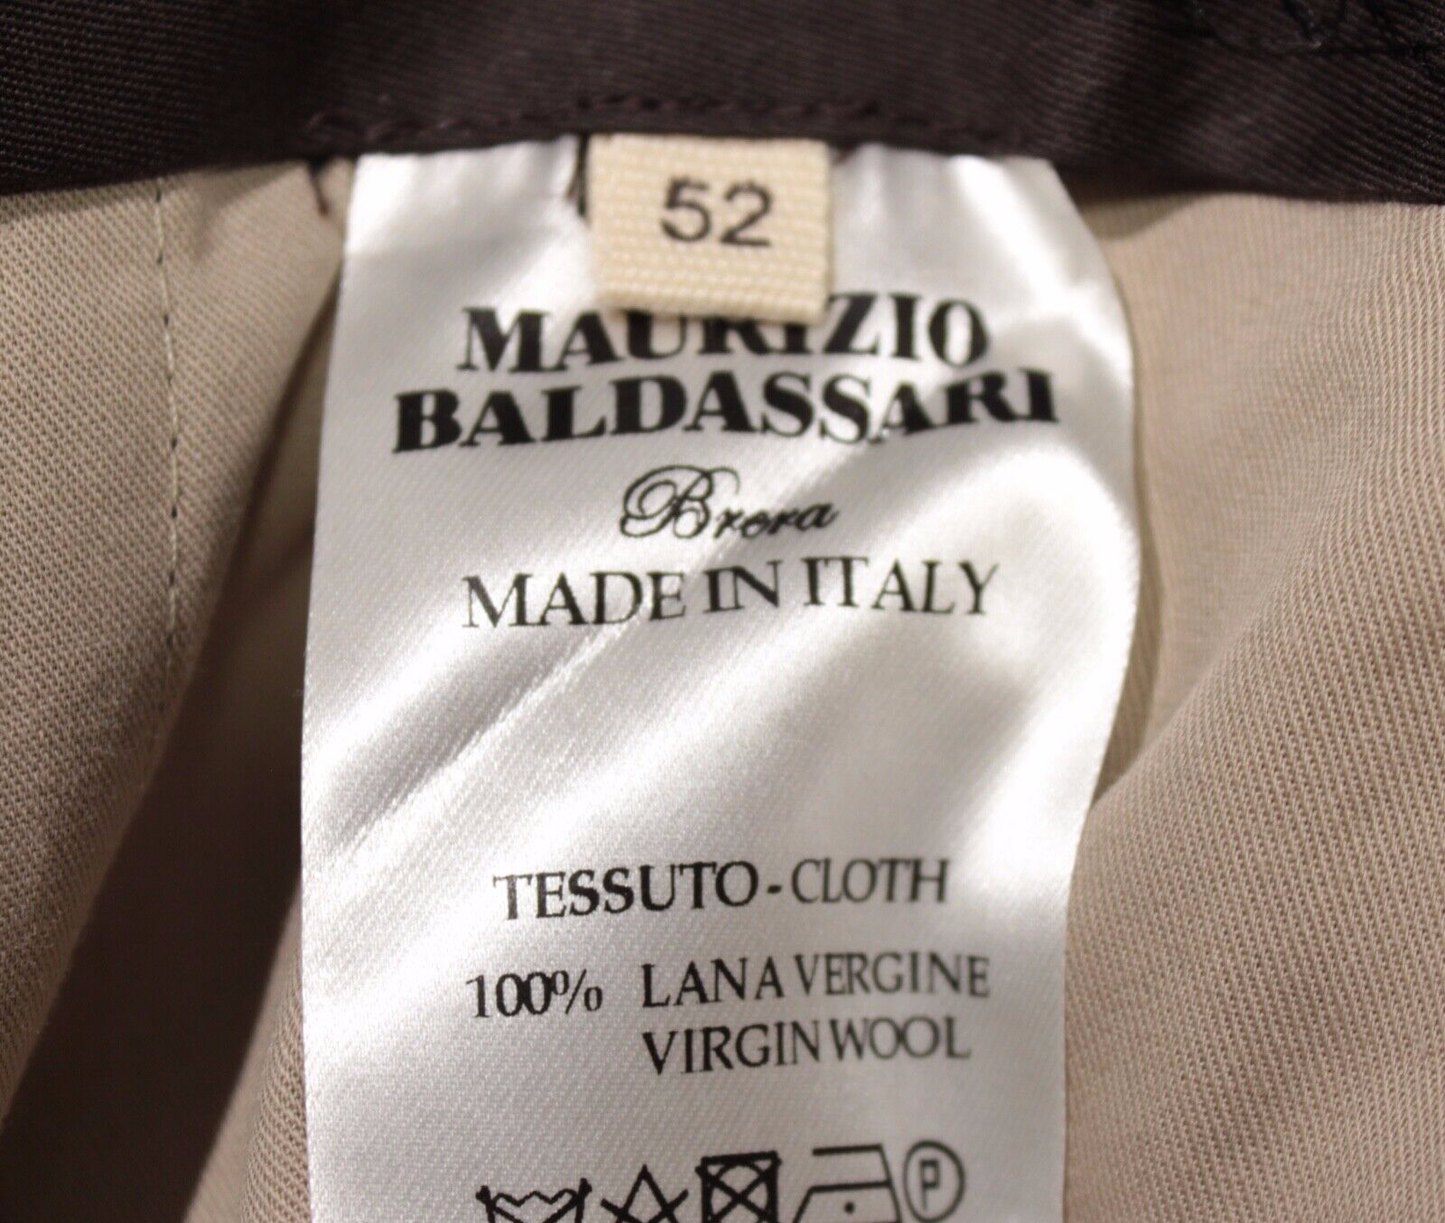 52
MAURIZIO
BALDASSARI
Brera
MADE IN ITALY
TESSUTO - CLOTH
100% LANA VERGINE
VIRGIN WOOL
P